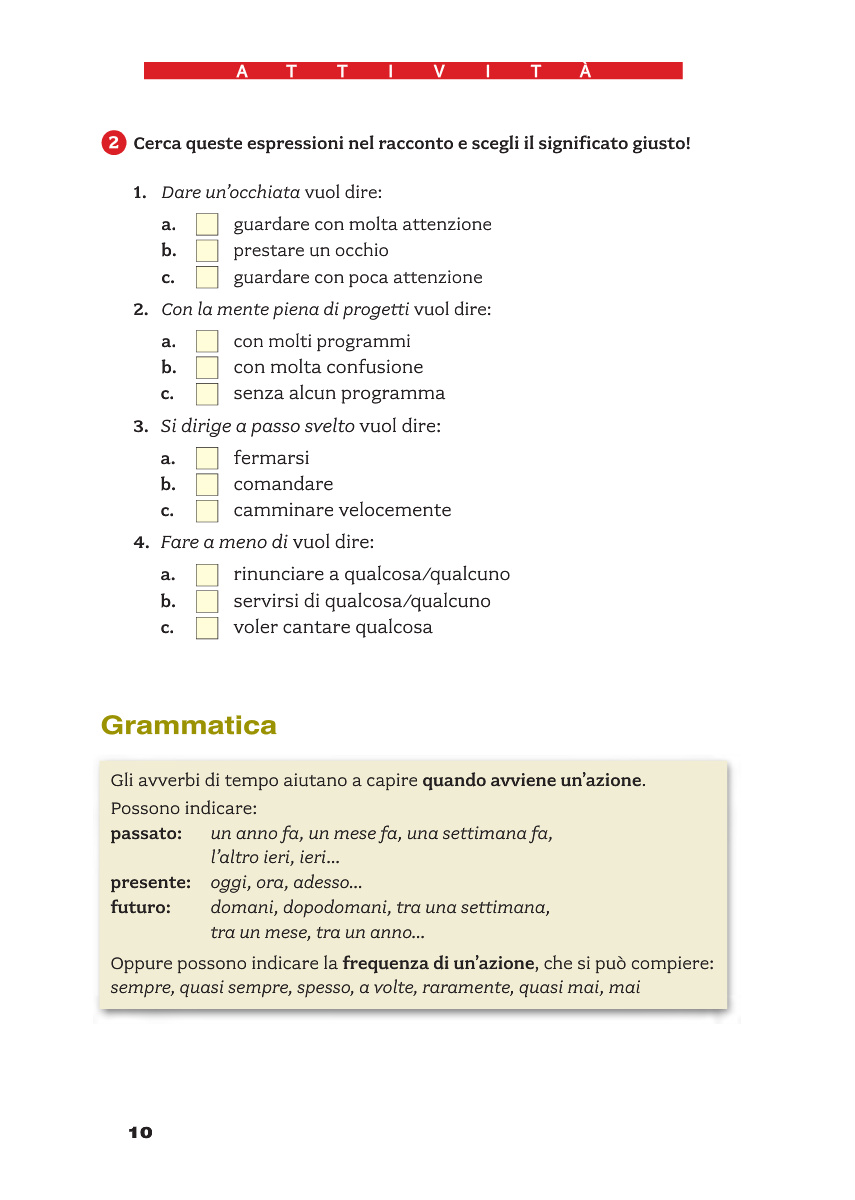 ATTIVITÀ
2 Cerca queste espressioni nel racconto e scegli il significato giusto!
1. Dare un'occhiata vuol dire:
a. guardare con molta attenzione
b. prestare un occhio
c. guardare con poca attenzione
2. Con la mente piena di progetti vuol dire:
a. con molti programmi
b. con molta confusione
c. senza alcun programma
3. Si dirige a passo svelto vuol dire:
a. fermarsi
b. comandare
c. camminare velocemente
4. Fare a meno di vuol dire:
a. rinunciare a qualcosa/qualcuno
b. servirsi di qualcosa/qualcuno
c. voler cantare qualcosa
Grammatica
Gli avverbi di tempo aiutano a capire quando avviene un'azione.
Possono indicare:
passato: un anno fa, un mese fa, una settimana fa,
l'altro ieri, ieri...
presente: oggi, ora, adesso...
futuro: domani, dopodomani, tra una settimana,
tra un mese, tra un anno...
Oppure possono indicare la frequenza di un'azione, che si può compiere:
sempre, quasi sempre, spesso, a volte, raramente, quasi mai, mai
10